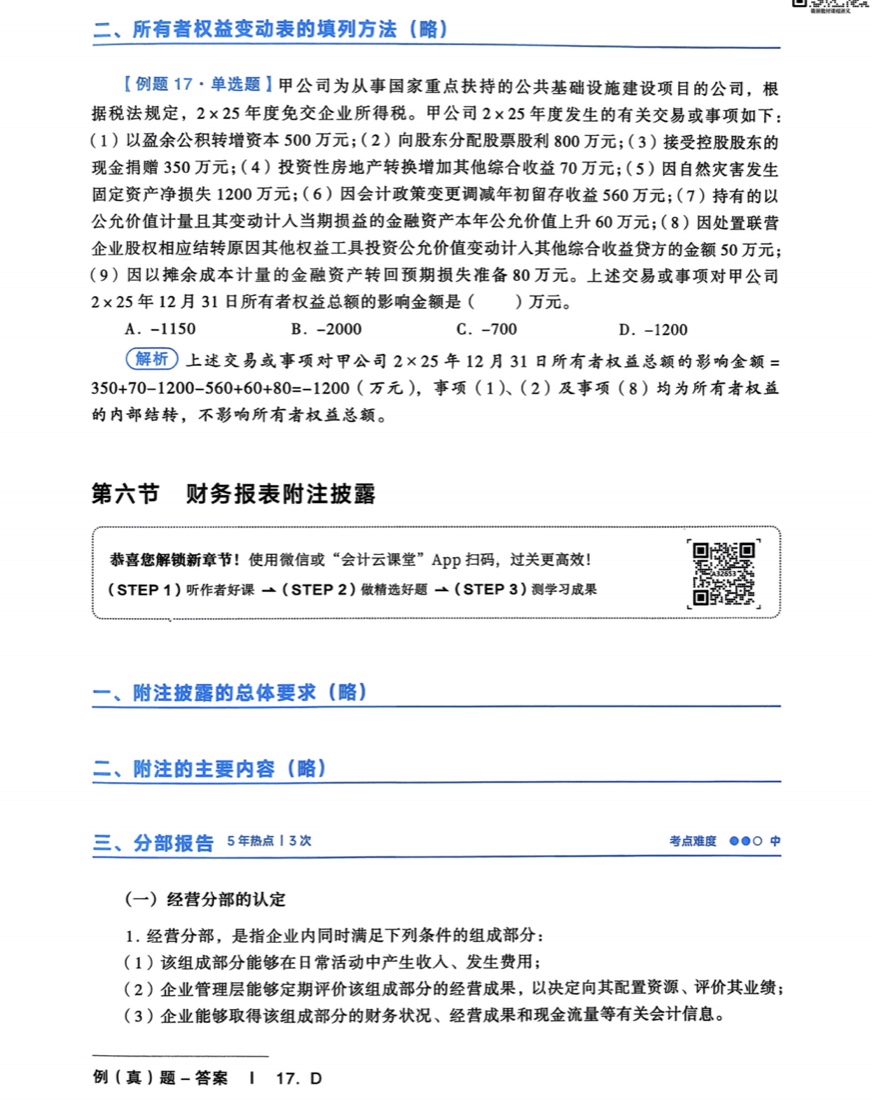 二、所有者权益变动表的填列方法（略）
【例题 17·单选题】甲公司为从事国家重点扶持的公共基础设施建设项目的公司，根
据税法规定，2×25 年度免交企业所得税。甲公司 2×25 年度发生的有关交易或事项如下：
（1）以盈余公积转增资本 500 万元；（2）向股东分配股票股利 800 万元；（3）接受控股股东的
现金捐赠 350 万元；（4）投资性房地产转换增加其他综合收益 70 万元；（5）因自然灾害发生
固定资产净损失 1200 万元；（6）因会计政策变更调减年初留存收益 560 万元；（7）持有的以
公允价值计量且其变动计入当期损益的金融资产本年公允价值上升 60 万元；（8）因处置联营
企业股权相应结转原因其他权益工具投资公允价值变动计入其他综合收益贷方的金额 50 万元；
（9）因以摊余成本计量的金融资产转回预期损失准备 80 万元。上述交易或事项对甲公司
2×25 年 12 月 31 日所有者权益总额的影响金额是（　　）万元。
A. -1150 B. -2000 C. -700 D. -1200
解析 上述交易或事项对甲公司 2×25 年 12 月 31 日所有者权益总额的影响金额 =
350+70-1200-560+60+80=-1200（万元），事项（1）、（2）及事项（8）均为所有者权益
的内部结转，不影响所有者权益总额。
第六节 财务报表附注披露
恭喜您解锁新章节！使用微信或“会计云课堂”App 扫码，过关更高效！
（STEP 1）听作者好课 → （STEP 2）做精选好题 → （STEP 3）测学习成果
一、附注披露的总体要求（略）
二、附注的主要内容（略）
三、分部报告 5 年热点 | 3 次 考点难度 ●●○ 中
（一）经营分部的认定
1. 经营分部，是指企业内同时满足下列条件的组成部分：
（1）该组成部分能够在日常活动中产生收入、发生费用；
（2）企业管理层能够定期评价该组成部分的经营成果，以决定向其配置资源、评价其业绩；
（3）企业能够取得该组成部分的财务状况、经营成果和现金流量等有关会计信息。
例（真）题 - 答案 | 17. D